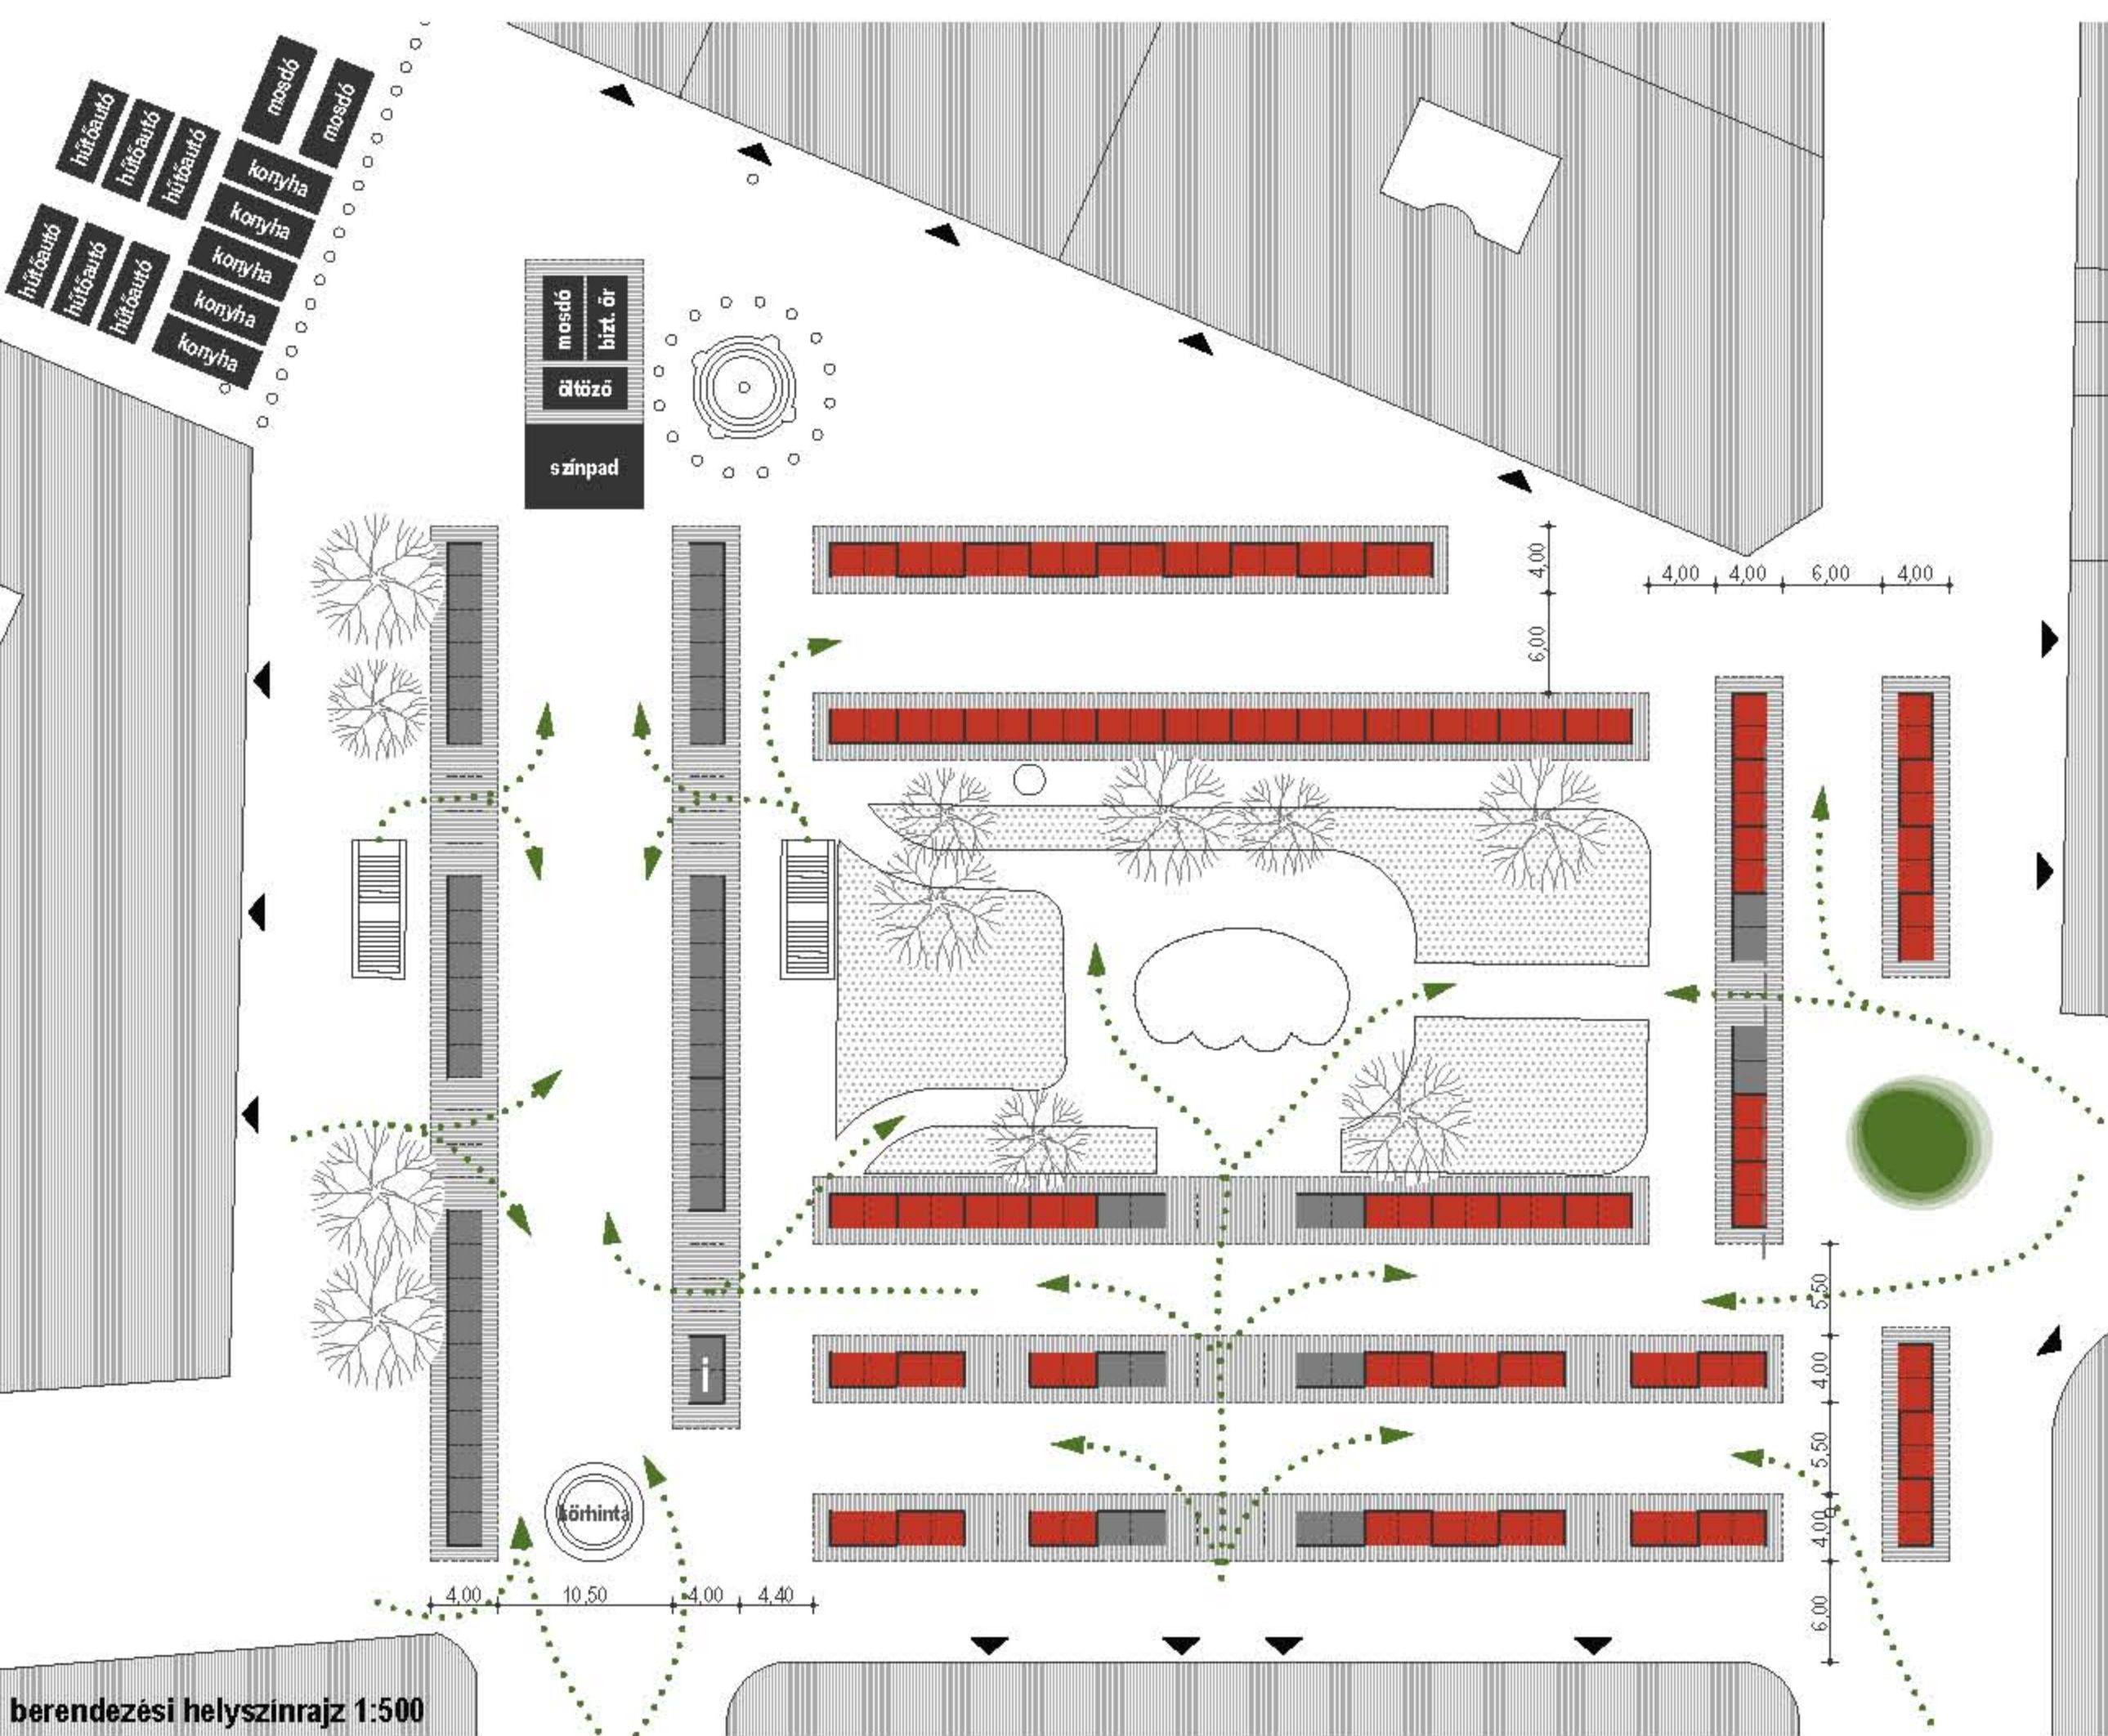 mosdó
mosdó
hűtőautó
hűtőautó
hűtőautó
konyha
konyha
konyha
konyha
konyha
hűtőautó
hűtőautó
hűtőautó
mosdó
bizt. őr
öltöző
színpad
4,00
6,00
4,00
4,00
6,00
4,00
5,50
4,00
5,50
4,00
6,00
i
körhinta
4,00
10,50
4,00
4,40
berendezési helyszínrajz 1:500